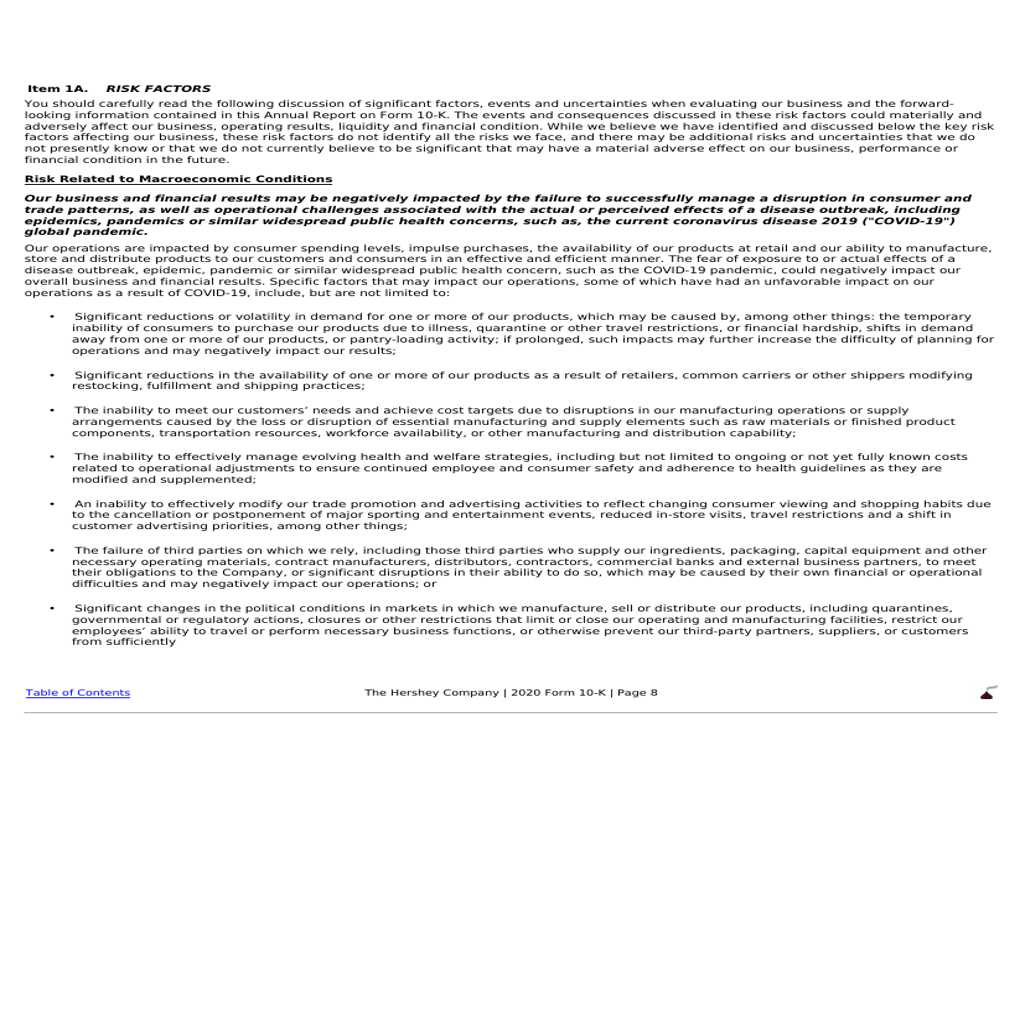 Item 1A. RISK FACTORS
You should carefully read the following discussion of significant factors, events and uncertainties when evaluating our business and the forward-
looking information contained in this Annual Report on Form 10-K. The events and consequences discussed in these risk factors could materially and
adversely affect our business, operating results, liquidity and financial condition. While we believe we have identified and discussed below the key risk
factors affecting our business, these risk factors do not identify all the risks we face, and there may be additional risks and uncertainties that we do
not presently know or that we do not currently believe to be significant that may have a material adverse effect on our business, performance or
financial condition in the future.
Risk Related to Macroeconomic Conditions
Our business and financial results may be negatively impacted by the failure to successfully manage a disruption in consumer and
trade patterns, as well as operational challenges associated with the actual or perceived effects of a disease outbreak, including
epidemics, pandemics or similar widespread public health concerns, such as, the current coronavirus disease 2019 ("COVID-19")
global pandemic.
Our operations are impacted by consumer spending levels, impulse purchases, the availability of our products at retail and our ability to manufacture,
store and distribute products to our customers and consumers in an effective and efficient manner. The fear of exposure to or actual effects of a
disease outbreak, epidemic, pandemic or similar widespread public health concern, such as the COVID-19 pandemic, could negatively impact our
overall business and financial results. Specific factors that may impact our operations, some of which have had an unfavorable impact on our
operations as a result of COVID-19, include, but are not limited to:
• Significant reductions or volatility in demand for one or more of our products, which may be caused by, among other things: the temporary
inability of consumers to purchase our products due to illness, quarantine or other travel restrictions, or financial hardship, shifts in demand
away from one or more of our products, or pantry-loading activity; if prolonged, such impacts may further increase the difficulty of planning for
operations and may negatively impact our results;
• Significant reductions in the availability of one or more of our products as a result of retailers, common carriers or other shippers modifying
restocking, fulfillment and shipping practices;
• The inability to meet our customers’ needs and achieve cost targets due to disruptions in our manufacturing operations or supply
arrangements caused by the loss or disruption of essential manufacturing and supply elements such as raw materials or finished product
components, transportation resources, workforce availability, or other manufacturing and distribution capability;
• The inability to effectively manage evolving health and welfare strategies, including but not limited to ongoing or not yet fully known costs
related to operational adjustments to ensure continued employee and consumer safety and adherence to health guidelines as they are
modified and supplemented;
• An inability to effectively modify our trade promotion and advertising activities to reflect changing consumer viewing and shopping habits due
to the cancellation or postponement of major sporting and entertainment events, reduced in-store visits, travel restrictions and a shift in
customer advertising priorities, among other things;
• The failure of third parties on which we rely, including those third parties who supply our ingredients, packaging, capital equipment and other
necessary operating materials, contract manufacturers, distributors, contractors, commercial banks and external business partners, to meet
their obligations to the Company, or significant disruptions in their ability to do so, which may be caused by their own financial or operational
difficulties and may negatively impact our operations; or
• Significant changes in the political conditions in markets in which we manufacture, sell or distribute our products, including quarantines,
governmental or regulatory actions, closures or other restrictions that limit or close our operating and manufacturing facilities, restrict our
employees’ ability to travel or perform necessary business functions, or otherwise prevent our third-party partners, suppliers, or customers
from sufficiently
Table of Contents
The Hershey Company | 2020 Form 10-K | Page 8